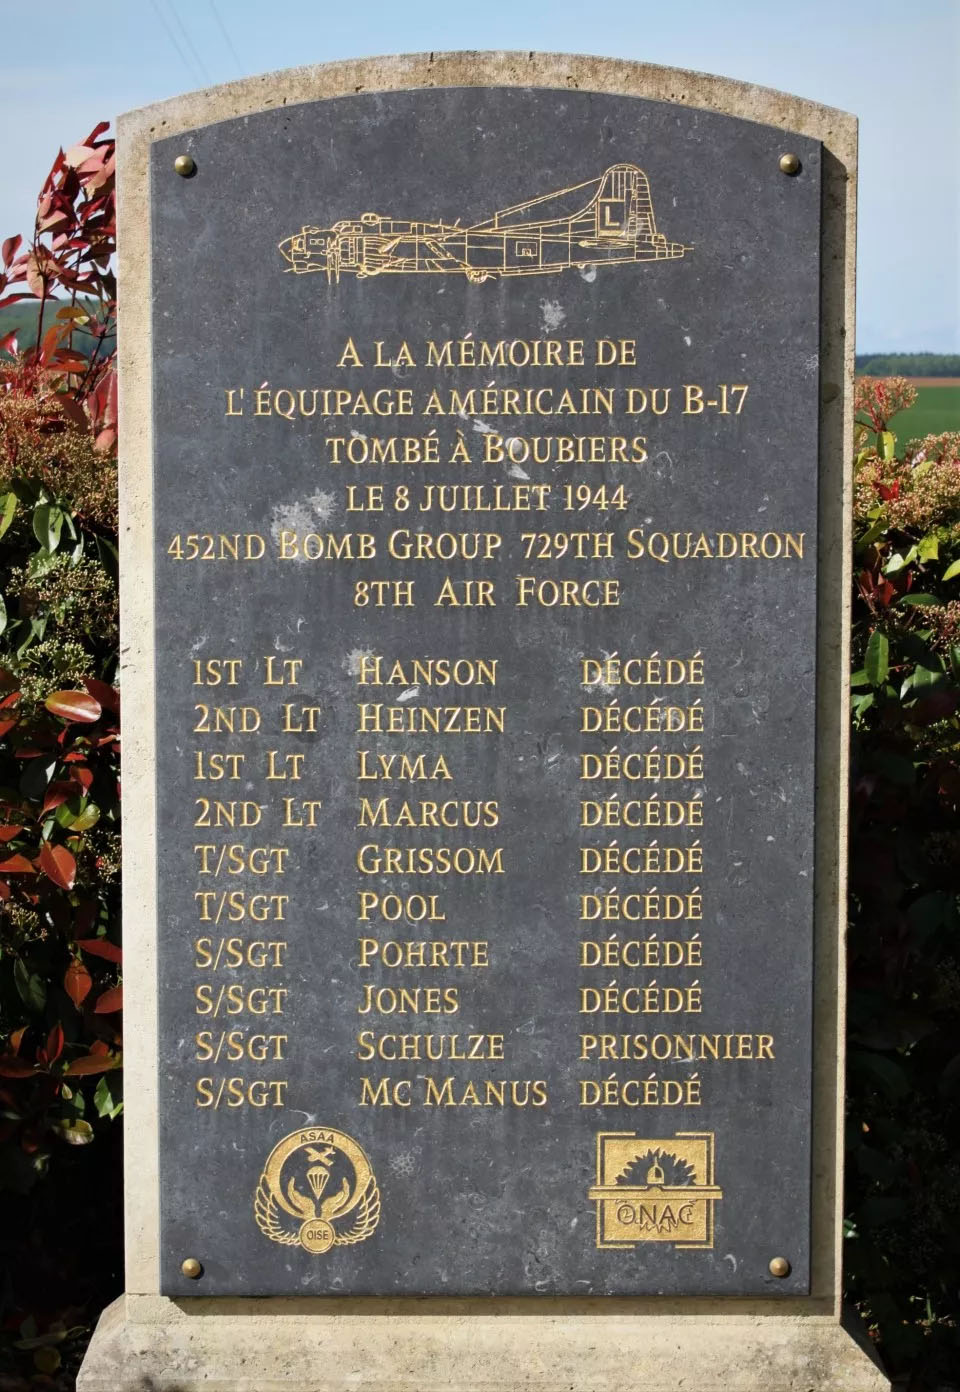 L
A LA MÉMOIRE DE
L'ÉQUIPAGE AMÉRICAIN DU B-17
TOMBÉ À BOUBIERS
LE 8 JUILLET 1944
452ND BOMB GROUP 729TH SQUADRON
8TH AIR FORCE
1ST LT HANSON DÉCÉDÉ
2ND LT HEINZEN DÉCÉDÉ
1ST LT LYMA DÉCÉDÉ
2ND LT MARCUS DÉCÉDÉ
T/SGT GRISSOM DÉCÉDÉ
T/SGT POOL DÉCÉDÉ
S/SGT POHRTE DÉCÉDÉ
S/SGT JONES DÉCÉDÉ
S/SGT SCHULZE PRISONNIER
S/SGT MC MANUS DÉCÉDÉ
ASAA
OISE
ONAC